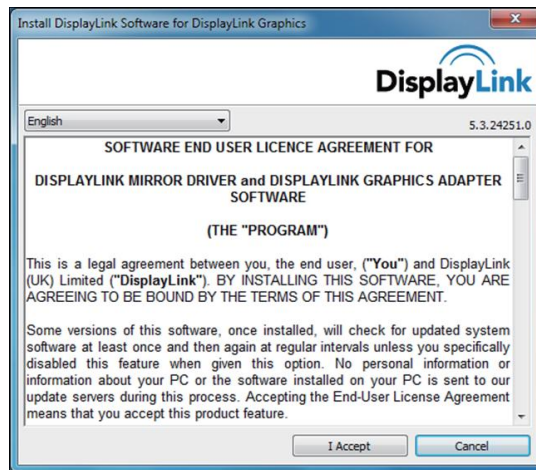 Install DisplayLink Software for DisplayLink Graphics
DisplayLink
English
5.3.24251.0
SOFTWARE END USER LICENCE AGREEMENT FOR
DISPLAYLINK MIRROR DRIVER and DISPLAYLINK GRAPHICS ADAPTER
SOFTWARE
(THE "PROGRAM")
This is a legal agreement between you, the end user, ("You") and DisplayLink
(UK) Limited ("DisplayLink"). BY INSTALLING THIS SOFTWARE, YOU ARE
AGREEING TO BE BOUND BY THE TERMS OF THIS AGREEMENT.
Some versions of this software, once installed, will check for updated system
software at least once and then again at regular intervals unless you specifically
disabled this feature when given this option. No personal information or
information about your PC or the software installed on your PC is sent to our
update servers during this process. Accepting the End-User License Agreement
means that you accept this product feature.
I Accept
Cancel